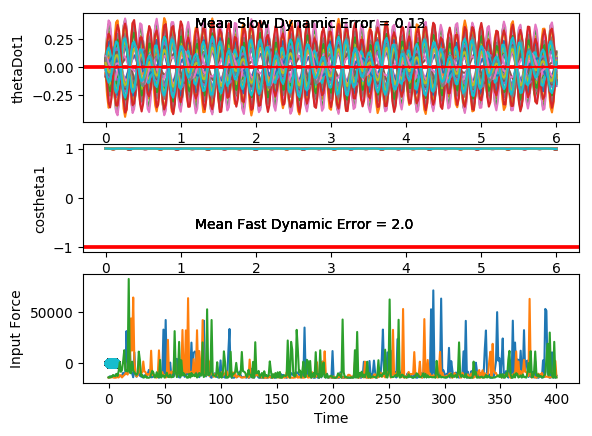 Mean Slow Dynamic Error = 0.12
thetaDot1
0.25
0.00
−0.25
0 1 2 3 4 5 6
costheta1
1
0
−1
Mean Fast Dynamic Error = 2.0
0 1 2 3 4 5 6
Input Force
50000
0
0 50 100 150 200 250 300 350 400
Time